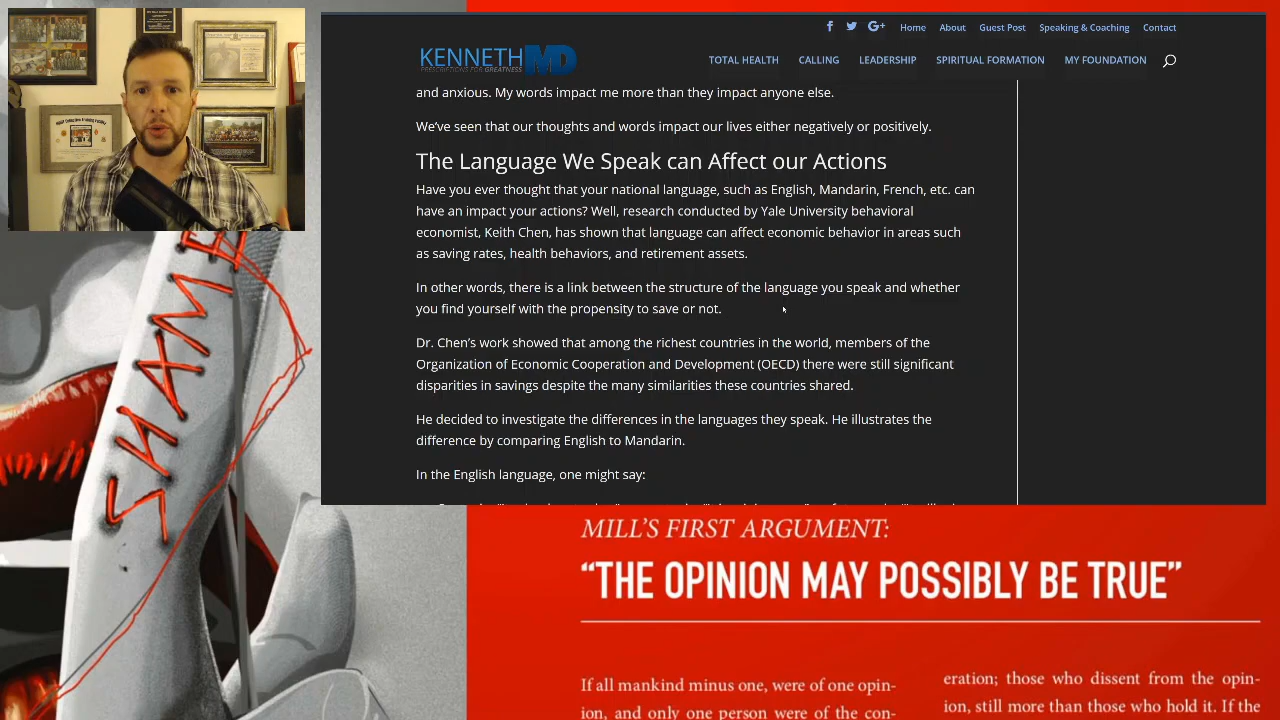 Home About Guest Post Speaking & Coaching Contact
KENNETHMD
PRESCRIPTIONS FOR GREATNESS
TOTAL HEALTH CALLING LEADERSHIP SPIRITUAL FORMATION MY FOUNDATION
and anxious. My words impact me more than they impact anyone else.
We’ve seen that our thoughts and words impact our lives either negatively or positively.
The Language We Speak can Affect our Actions
Have you ever thought that your national language, such as English, Mandarin, French, etc. can
have an impact your actions? Well, research conducted by Yale University behavioral
economist, Keith Chen, has shown that language can affect economic behavior in areas such
as saving rates, health behaviors, and retirement assets.
In other words, there is a link between the structure of the language you speak and whether
you find yourself with the propensity to save or not.
Dr. Chen’s work showed that among the richest countries in the world, members of the
Organization of Economic Cooperation and Development (OECD) there were still significant
disparities in savings despite the many similarities these countries shared.
He decided to investigate the differences in the languages they speak. He illustrates the
difference by comparing English to Mandarin.
In the English language, one might say:
MILL’S FIRST ARGUMENT:
“THE OPINION MAY POSSIBLY BE TRUE”
If all mankind minus one, were of one opin-
ion, and only one person were of the con-
eration; those who dissent from the opin-
ion, still more than those who hold it. If the